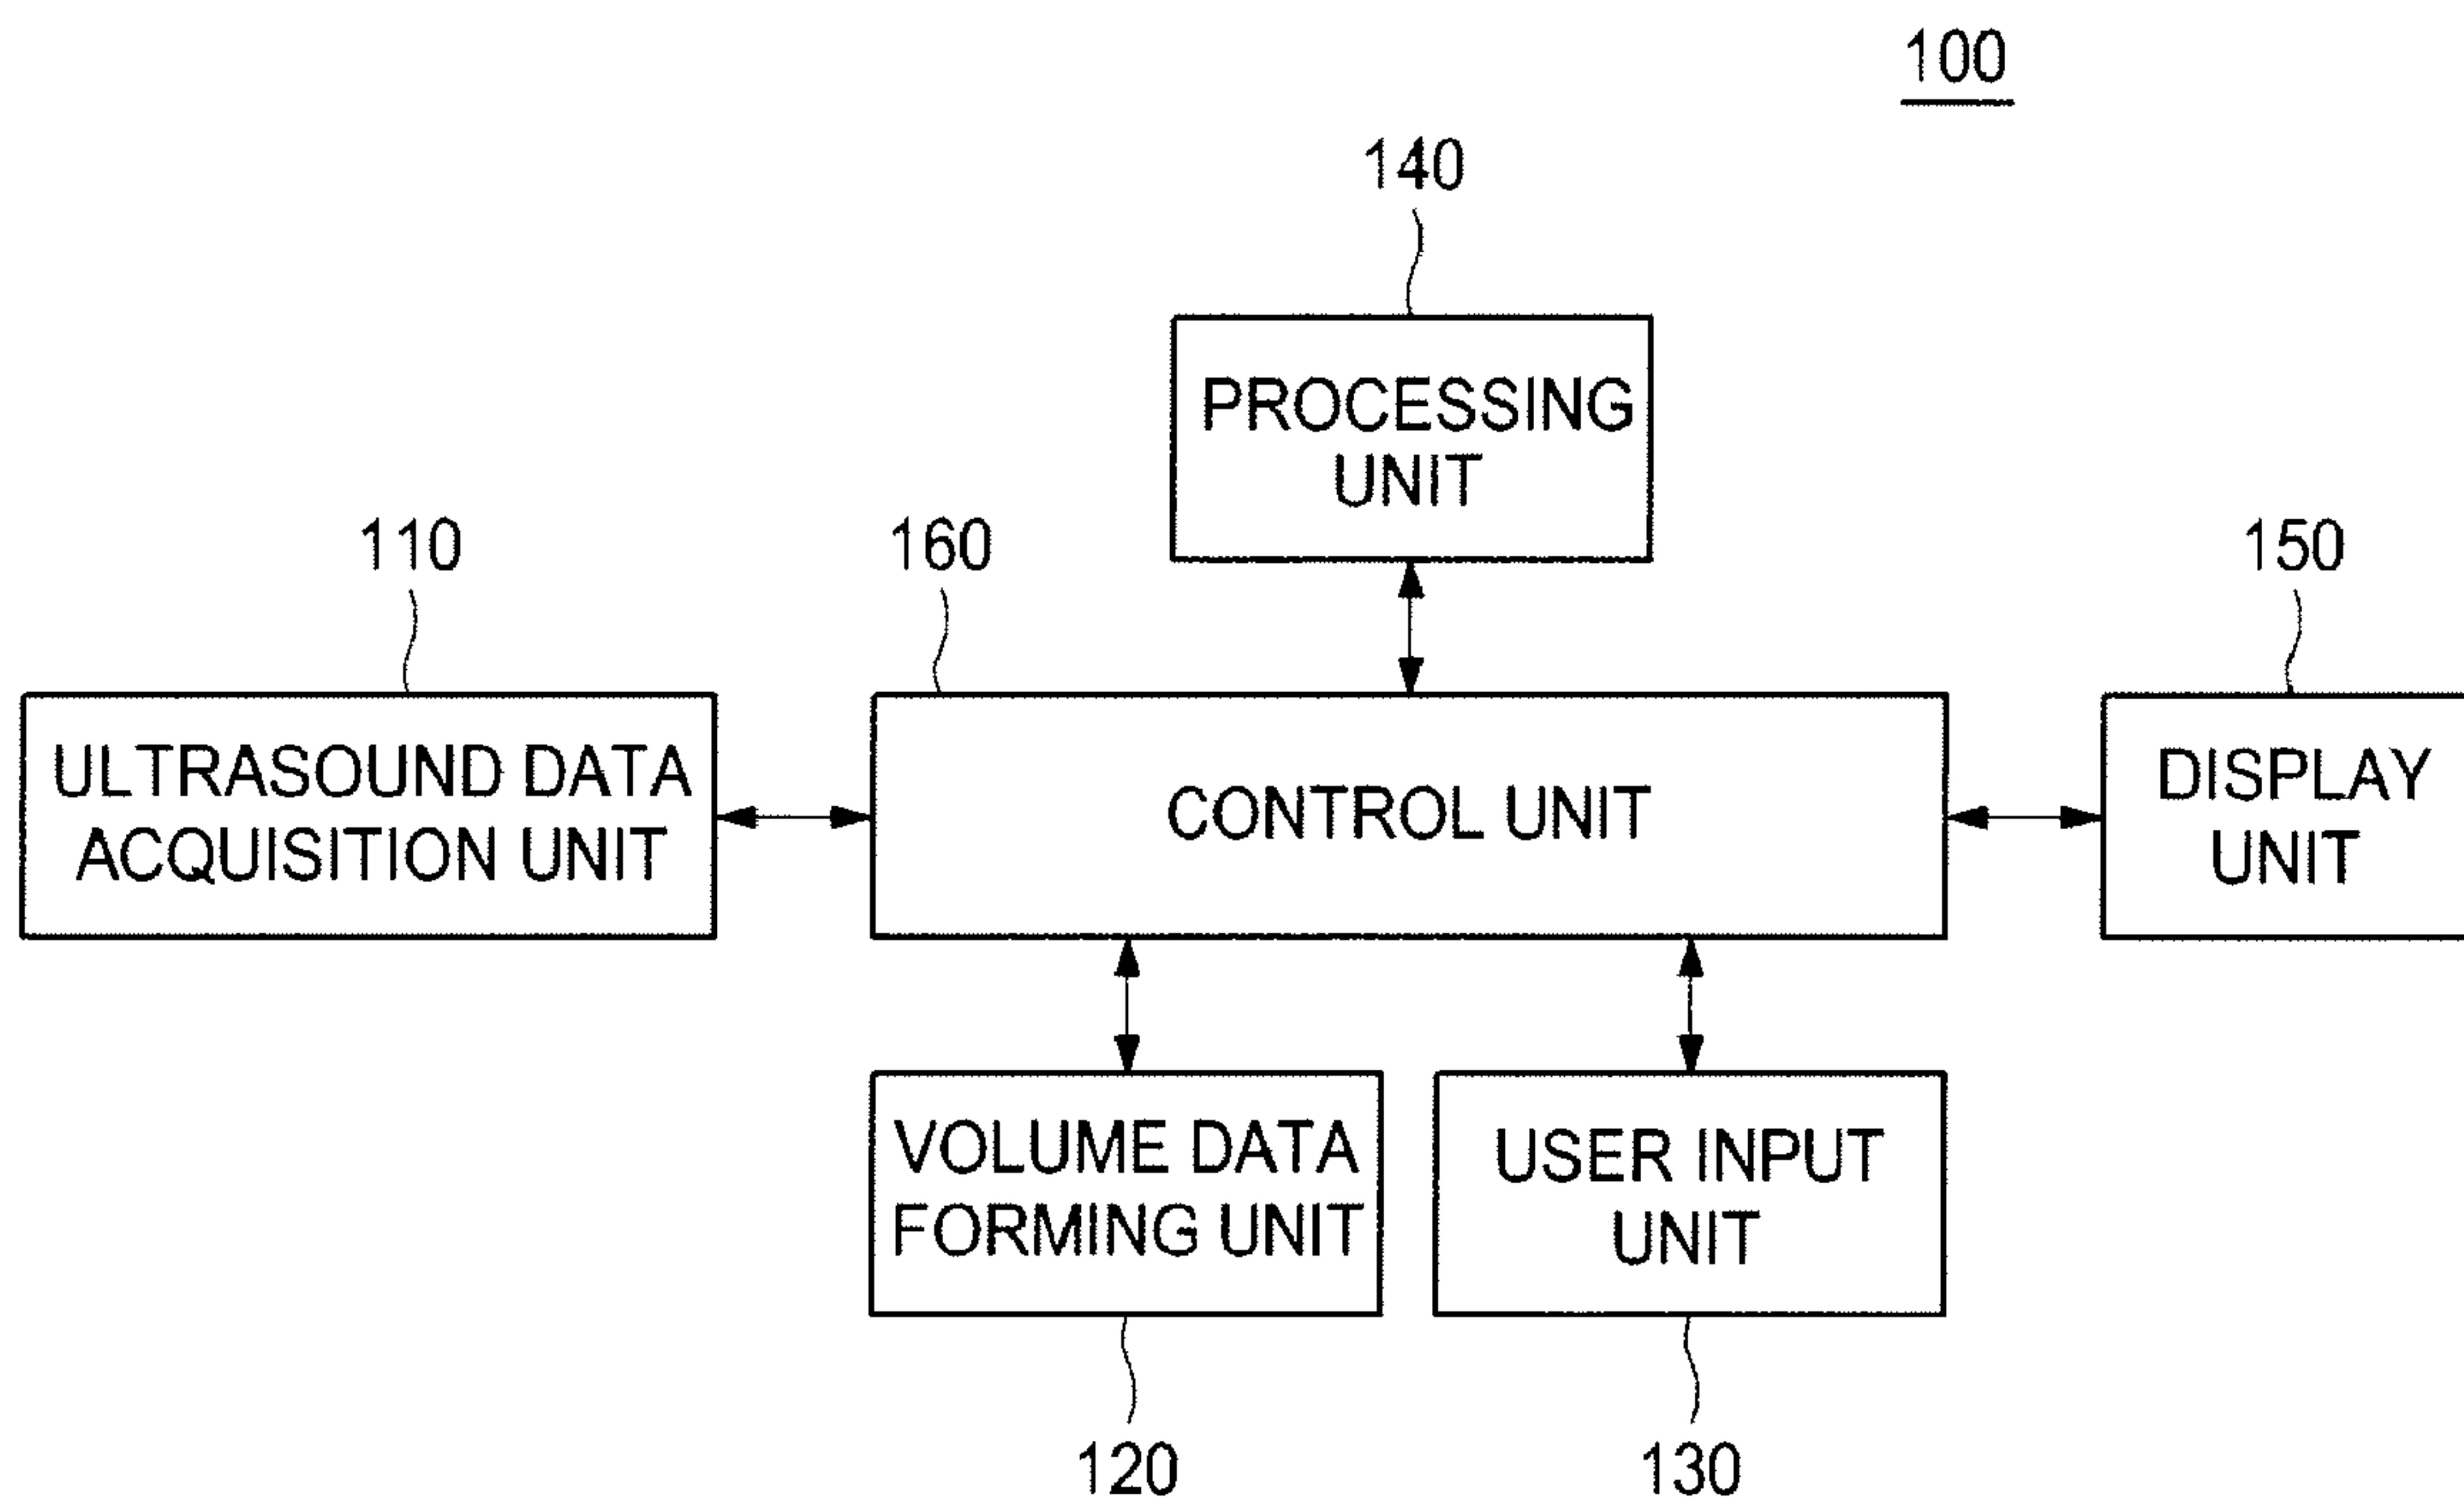 100
140
PROCESSING
UNIT
110
160
150
ULTRASOUND DATA
ACQUISITION UNIT
CONTROL UNIT
DISPLAY
UNIT
VOLUME DATA
FORMING UNIT
USER INPUT
UNIT
120
130